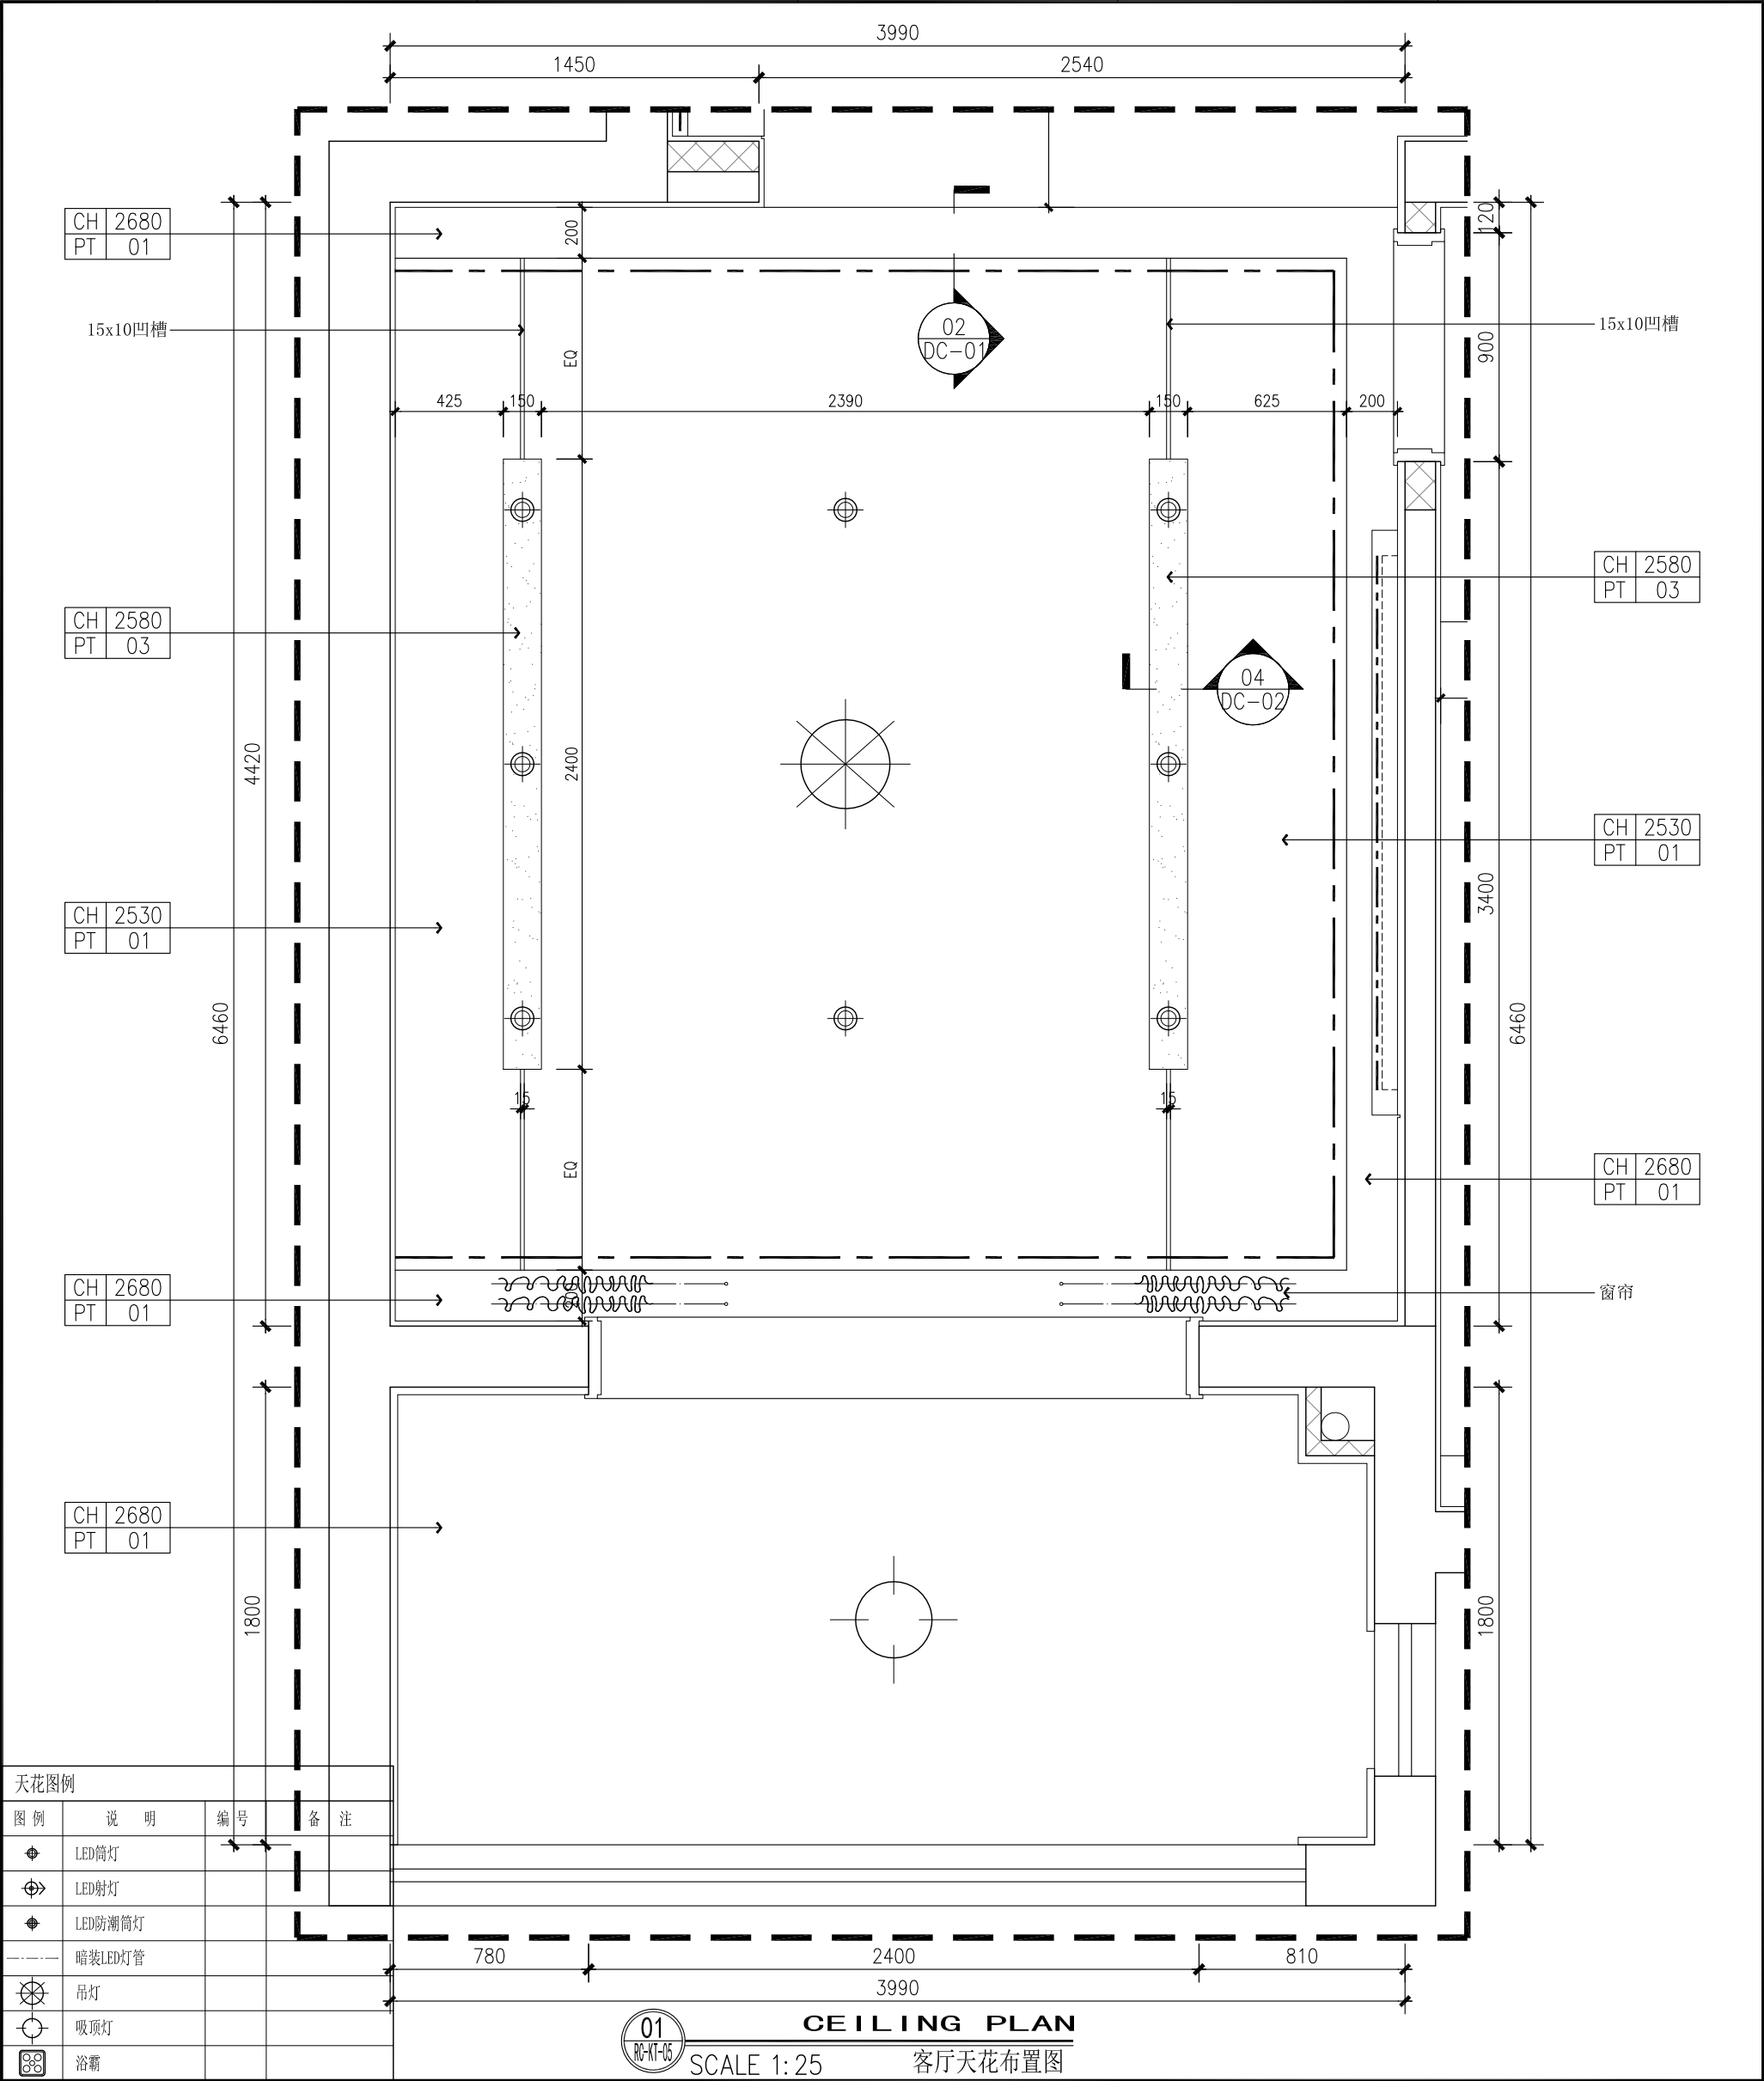 3990
1450 2540
CH 2680
PT 01
200
120
15x10凹槽
02
DC-01
15x10凹槽
EQ
900
425 150 2390 150 625 200
CH 2580
PT 03
CH 2580
PT 03
04
DC-02
4420
2400
CH 2530
PT 01
3400
CH 2530
PT 01
6460
6460
15 15
EQ
CH 2680
PT 01
CH 2680
PT 01
200
窗帘
CH 2680
PT 01
1800
1800
天花图例
图例 说 明 编号 备 注
LED筒灯
LED射灯
LED防潮筒灯
暗装LED灯管
吊灯
吸顶灯
浴霸
780 2400 810
3990
01
RC-KT-05
CEILING PLAN
SCALE 1:25 客厅天花布置图